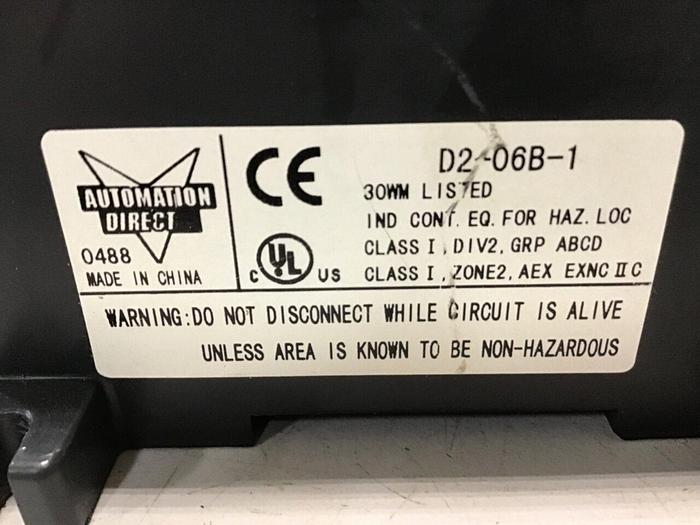 AUTOMATION
DIRECT
0488
MADE IN CHINA
CE
C UL US
D2-06B-1
30WM LISTED
IND CONT. EQ. FOR HAZ. LOC
CLASS I, DIV2, GRP ABCD
CLASS I, ZONE2, AEX EXNC II C
WARNING:DO NOT DISCONNECT WHILE CIRCUIT IS ALIVE
UNLESS AREA IS KNOWN TO BE NON-HAZARDOUS